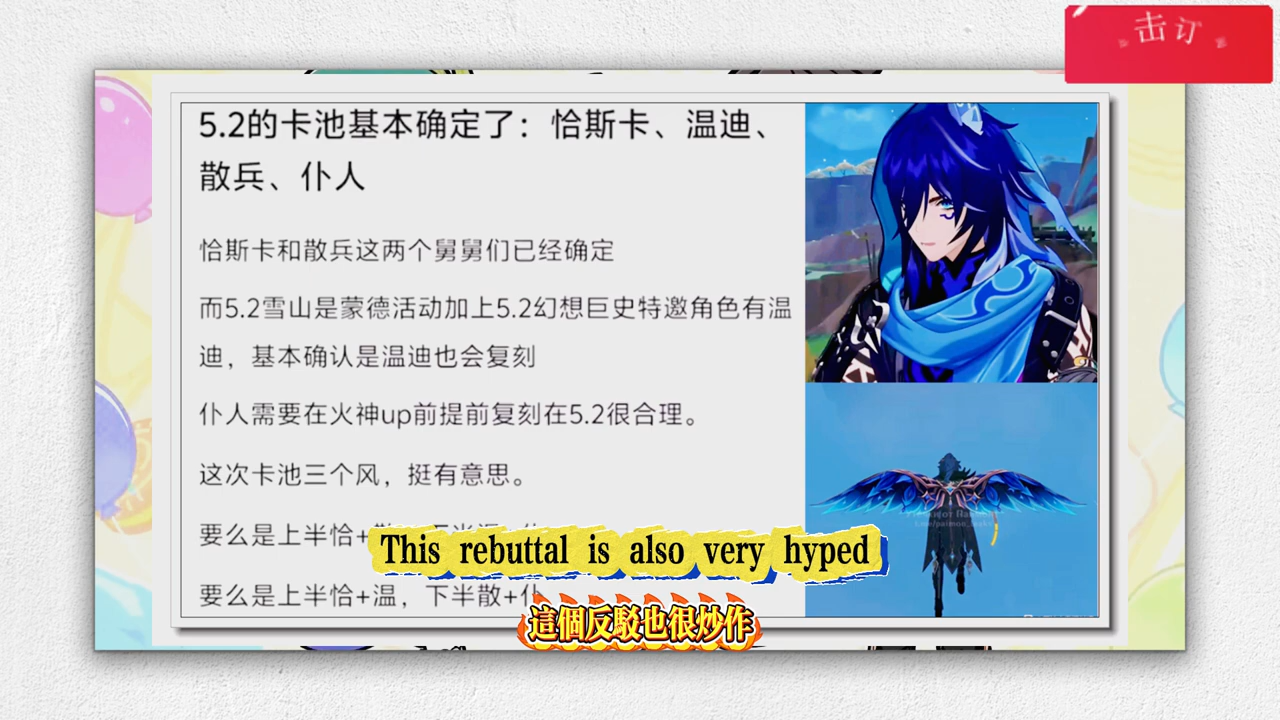 击订
5.2的卡池基本确定了：恰斯卡、温迪、
散兵、仆人
恰斯卡和散兵这两个舅舅们已经确定
而5.2雪山是蒙德活动加上5.2幻想巨史特邀角色有温
迪，基本确认是温迪也会复刻
仆人需要在火神up前提前复刻在5.2很合理。
这次卡池三个风，挺有意思。
要么是上半恰+
This rebuttal is also very hyped
要么是上半恰+温，下半散+仆
這個反駁也很炒作